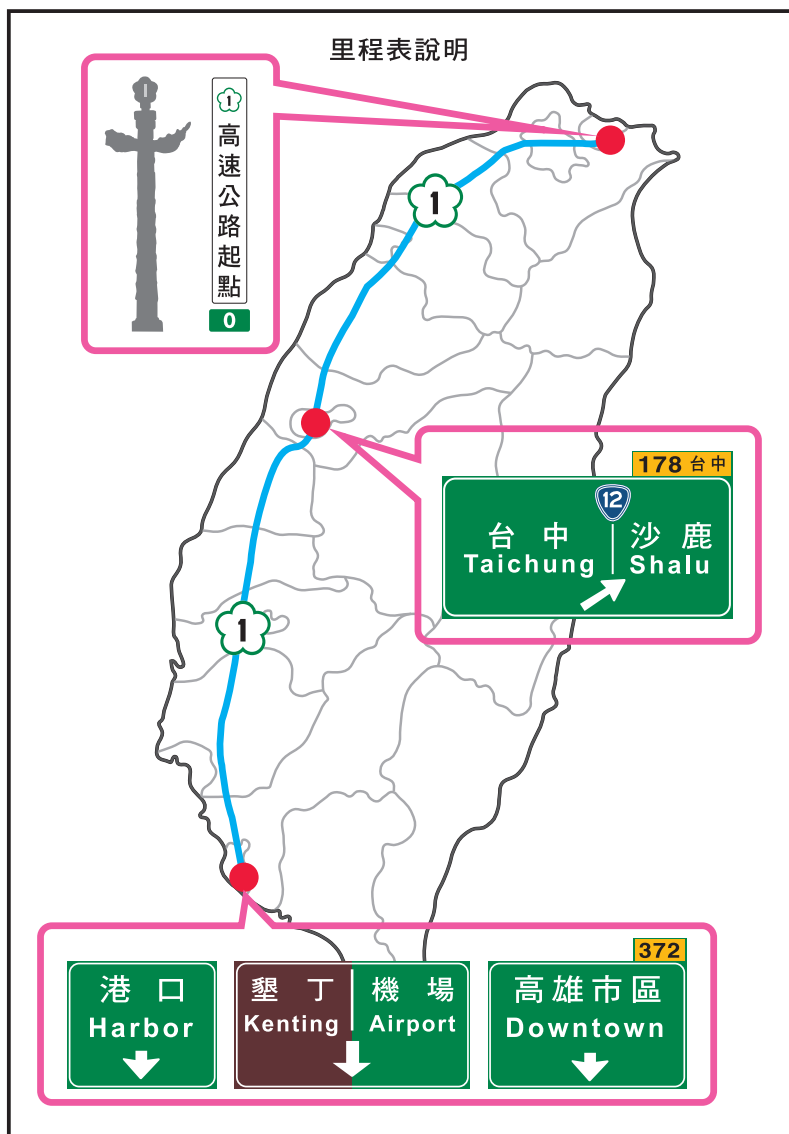 里程表說明
1
1
高速公路起點
0
1
178 台中
12
台中 沙鹿
Taichung Shalu
1
372
港口
Harbor
墾丁 機場
Kenting Airport
高雄市區
Downtown